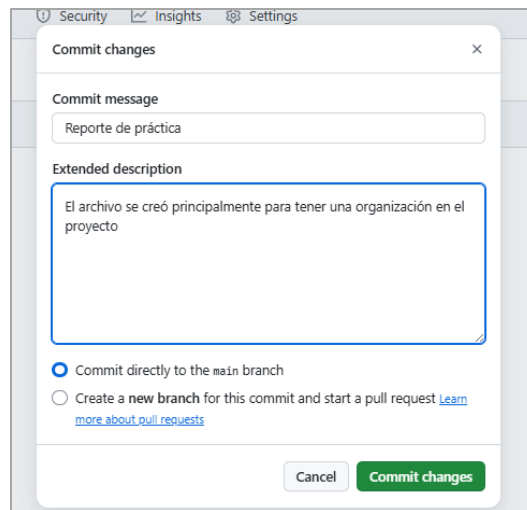 Security Insights Settings
Commit changes
Commit message
Reporte de práctica
Extended description
El archivo se creó principalmente para tener una organización en el
proyecto
Commit directly to the main branch
Create a new branch for this commit and start a pull request Learn
more about pull requests
Cancel Commit changes